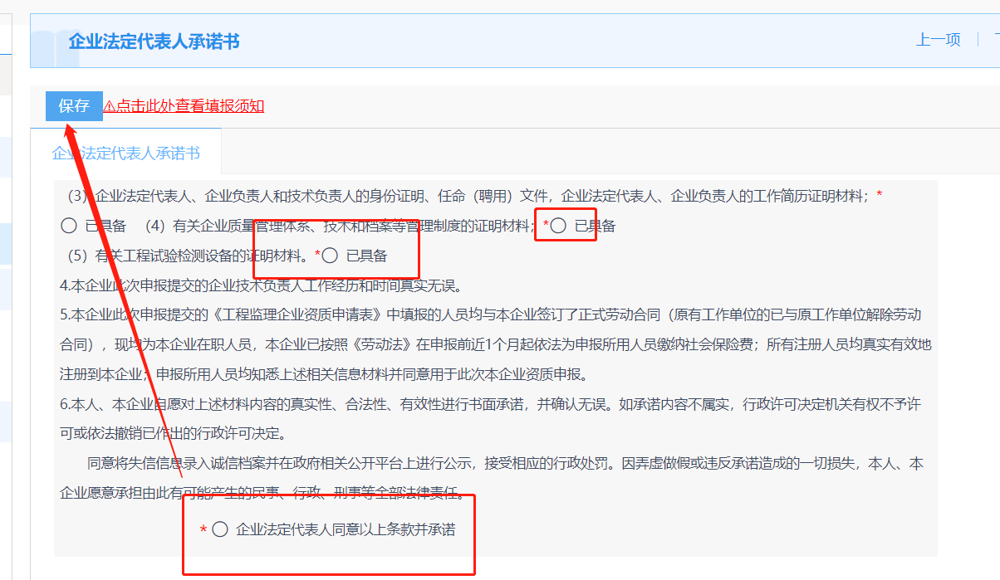 企业法定代表人承诺书
上一项
保存
⚠点击此处查看填报须知
企业法定代表人承诺书
（3）企业法定代表人、企业负责人和技术负责人的身份证明、任命（聘用）文件，企业法定代表人、企业负责人的工作简历证明材料；*
已具备 （4）有关企业质量管理体系、技术和档案等管理制度的证明材料；* 已具备
（5）有关工程试验检测设备的证明材料。* 已具备
4.本企业此次申报提交的企业技术负责人工作经历和时间真实无误。
5.本企业此次申报提交的《工程监理企业资质申请表》中填报的人员均与本企业签订了正式劳动合同（原有工作单位的已与原工作单位解除劳动
合同），现均为本企业在职人员，本企业已按照《劳动法》在申报前近1个月起依法为申报所用人员缴纳社会保险费；所有注册人员均真实有效地
注册到本企业；申报所用人员均知悉上述相关信息材料并同意用于此次本企业资质申报。
6.本人、本企业自愿对上述材料内容的真实性、合法性、有效性进行书面承诺，并确认无误。如承诺内容不属实，行政许可决定机关有权不予许
可或依法撤销已作出的行政许可决定。
同意将失信信息录入诚信档案并在政府相关公开平台上进行公示，接受相应的行政处罚。因弄虚做假或违反承诺造成的一切损失，本人、本
企业愿意承担由此有可能产生的民事、行政、刑事等全部法律责任。
* 企业法定代表人同意以上条款并承诺